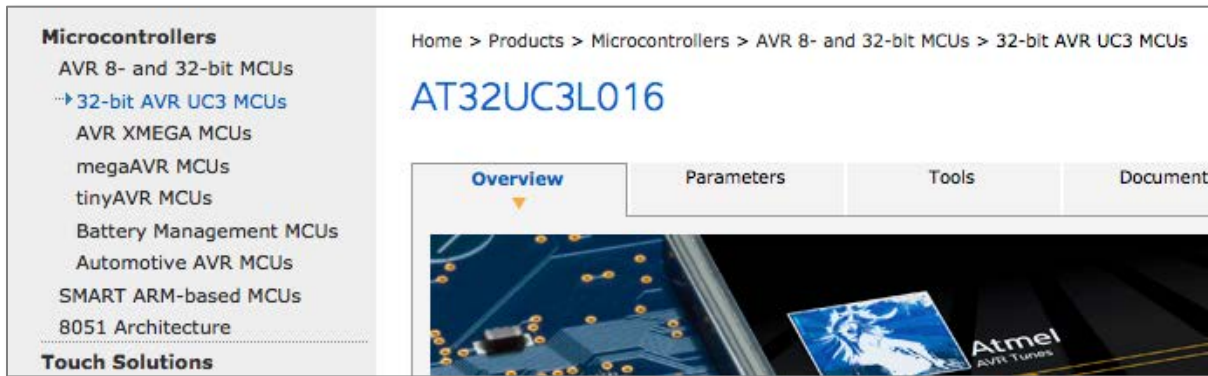 Microcontrollers
AVR 8- and 32-bit MCUs
32-bit AVR UC3 MCUs
AVR XMEGA MCUs
megaAVR MCUs
tinyAVR MCUs
Battery Management MCUs
Automotive AVR MCUs
SMART ARM-based MCUs
8051 Architecture
Touch Solutions
Home > Products > Microcontrollers > AVR 8- and 32-bit MCUs > 32-bit AVR UC3 MCUs
AT32UC3L016
Overview Parameters Tools Document
Atmel
AVR Tunes